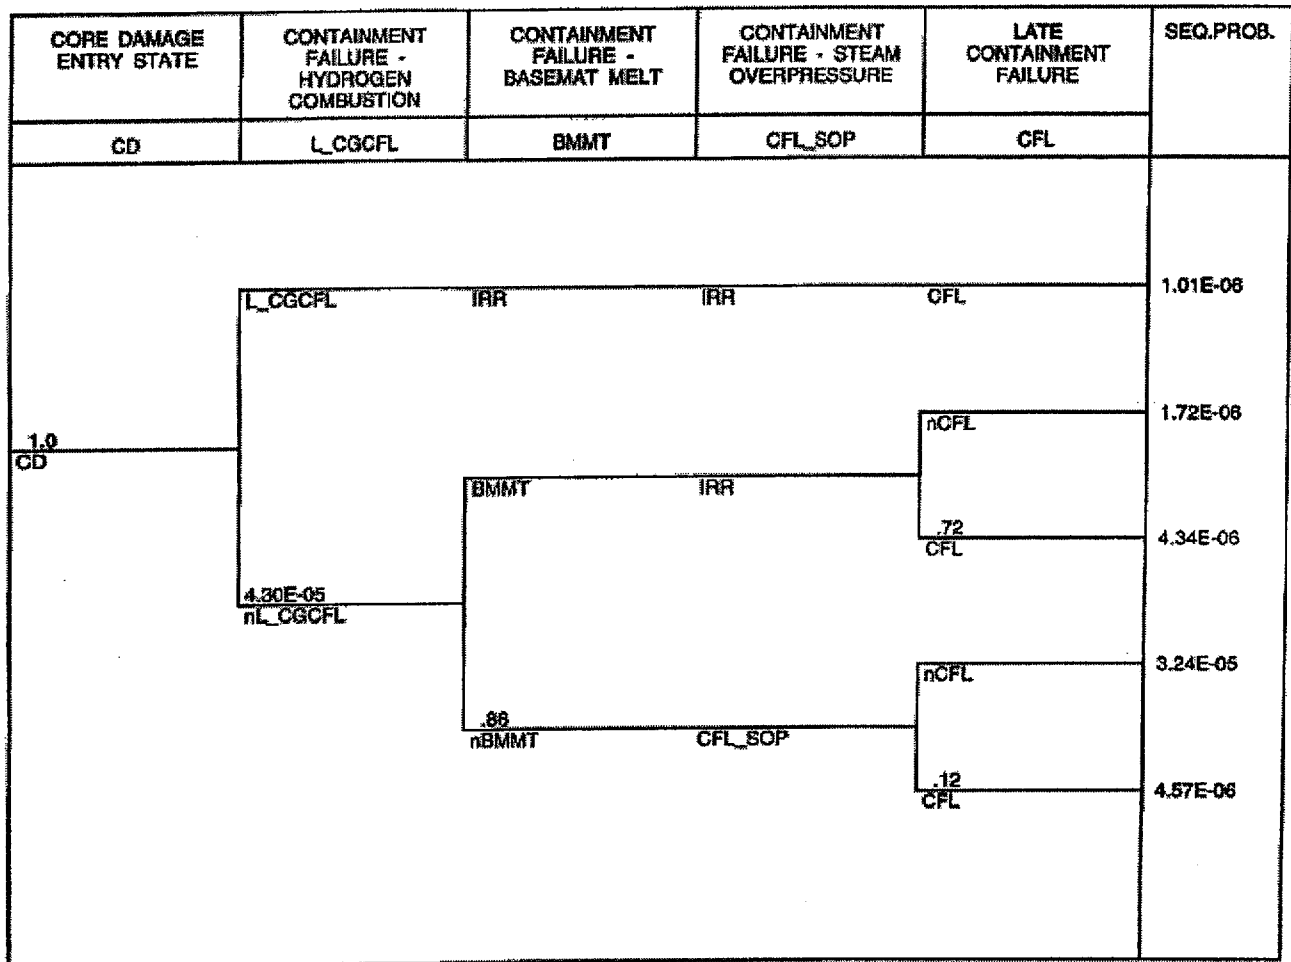 CORE DAMAGE
ENTRY STATE
CONTAINMENT
FAILURE -
HYDROGEN
COMBUSTION
CONTAINMENT
FAILURE -
BASEMAT MELT
CONTAINMENT
FAILURE - STEAM
OVERPRESSURE
LATE
CONTAINMENT
FAILURE
SEQ.PROB.
CD
L_CGCFL
BMMT
CFL_SOP
CFL
L_CGCFL
IRR
IRR
CFL
1.01E-06
nCFL
1.72E-06
1.0
CD
BMMT
IRR
.72
CFL
4.34E-06
4.30E-05
nL_CGCFL
nCFL
3.24E-05
.86
nBMMT
CFL_SOP
.12
CFL
4.57E-06